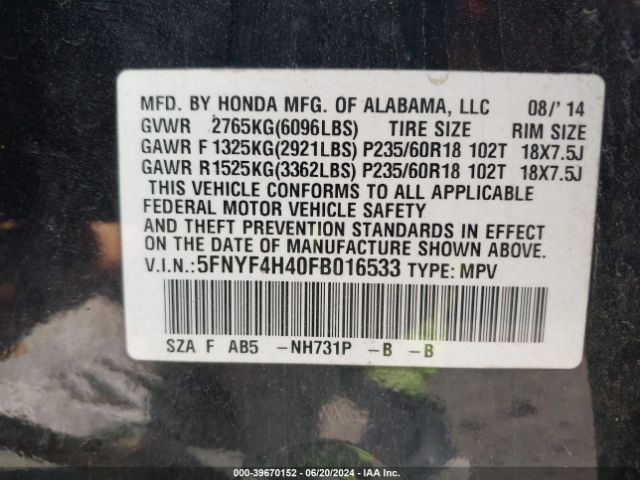 MFD. BY HONDA MFG. OF ALABAMA, LLC 08/' 14
GVWR 2765KG(6096LBS) TIRE SIZE RIM SIZE
GAWR F 1325KG(2921LBS) P235/60R18 102T 18X7.5J
GAWR R1525KG(3362LBS) P235/60R18 102T 18X7.5J
THIS VEHICLE CONFORMS TO ALL APPLICABLE
FEDERAL MOTOR VEHICLE SAFETY
AND THEFT PREVENTION STANDARDS IN EFFECT
ON THE DATE OF MANUFACTURE SHOWN ABOVE.
V.I.N.:5FNYF4H40FB016533 TYPE: MPV
SZA F AB5 -NH731P -B -B
000-39670152 - 06/20/2024 - IAA Inc.